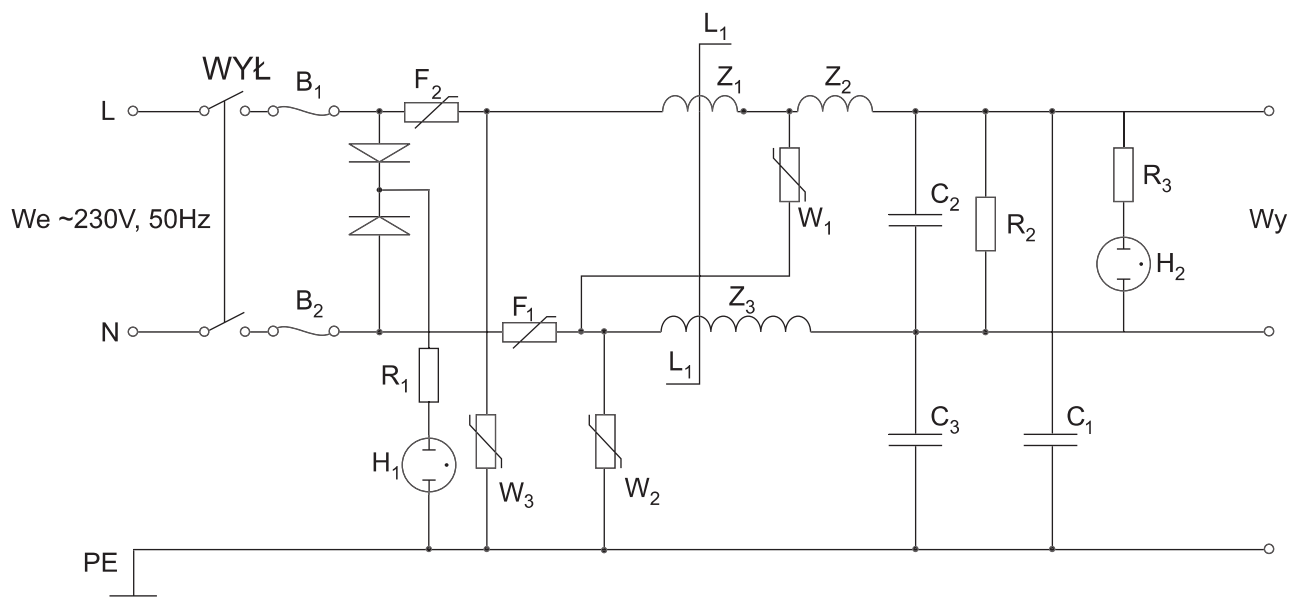 L₁
WYŁ
B₁
F₂
Z₁
Z₂
L
We ~230V, 50Hz
W₁
C₂
R₂
R₃
H₂
Wy
N
B₂
F₁
Z₃
L₁
R₁
H₁
W₃
W₂
C₃
C₁
PE